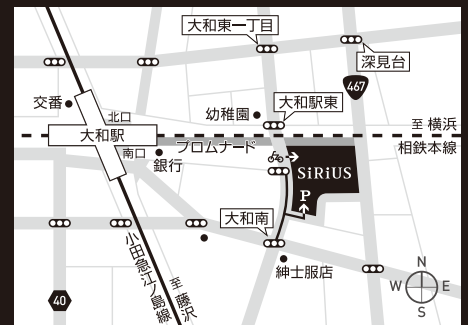 大和東一丁目
深見台
467
交番
北口
幼稚園
大和駅東
至 横浜
大和駅
プロムナード
相鉄本線
南口
銀行
SiRiUS
P
大和南
小田急江ノ島線
至 藤沢
紳士服店
40
N
W
E
S